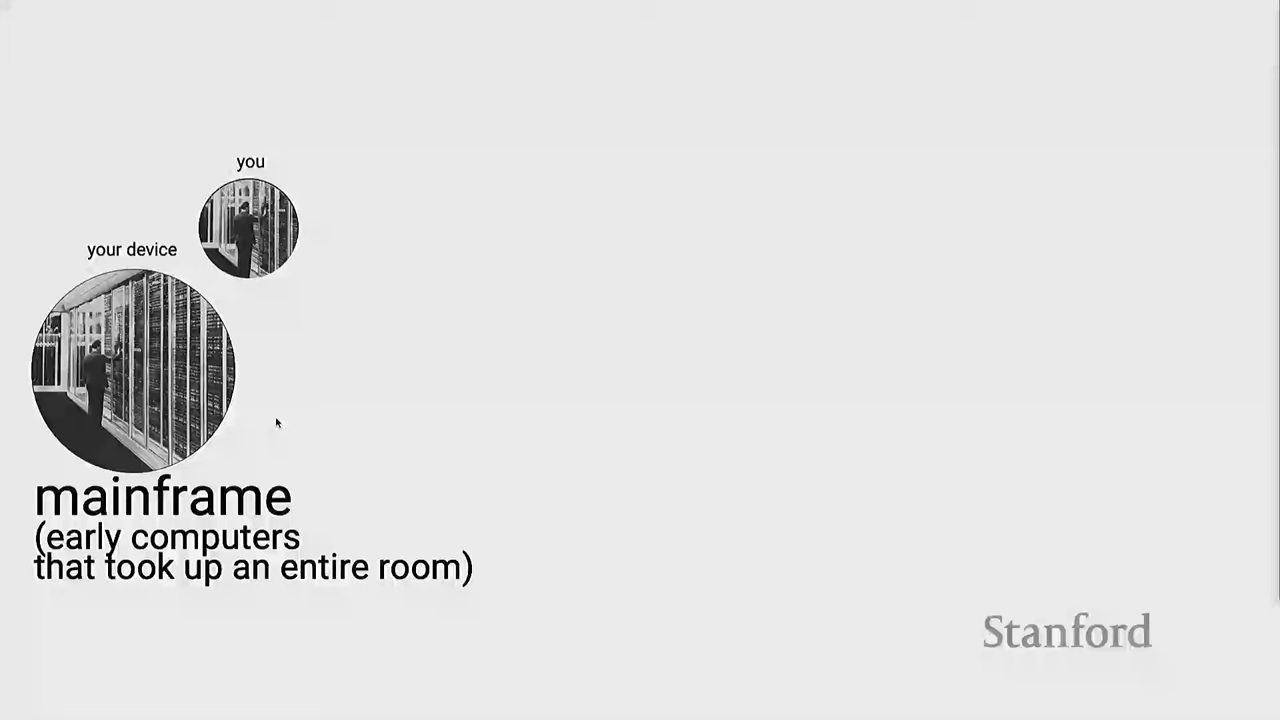 you
your device
mainframe
(early computers
that took up an entire room)
Stanford